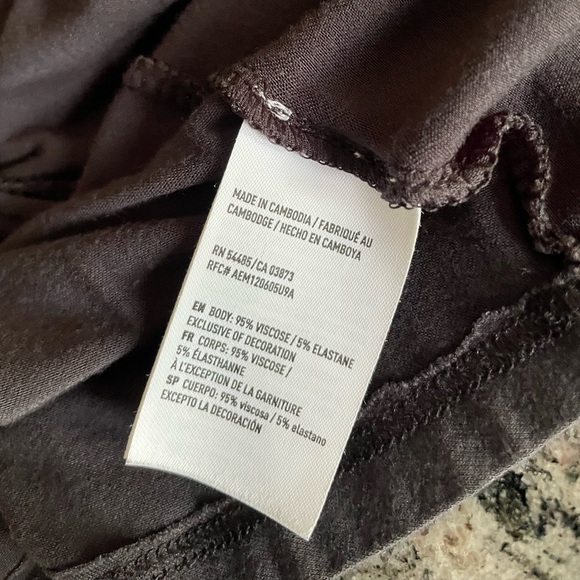 MADE IN CAMBODIA / FABRIQUÉ AU
CAMBODGE / HECHO EN CAMBOYA
RN 54485/CA 03873
RFC# AEM120605U9A
EN BODY: 95% VISCOSE / 5% ELASTANE
EXCLUSIVE OF DECORATION
FR CORPS: 95% VISCOSE /
5% ÉLASTHANNE
À L'EXCEPTION DE LA GARNITURE
SP CUERPO: 95% viscosa / 5% elastano
EXCEPTO LA DECORACIÓN